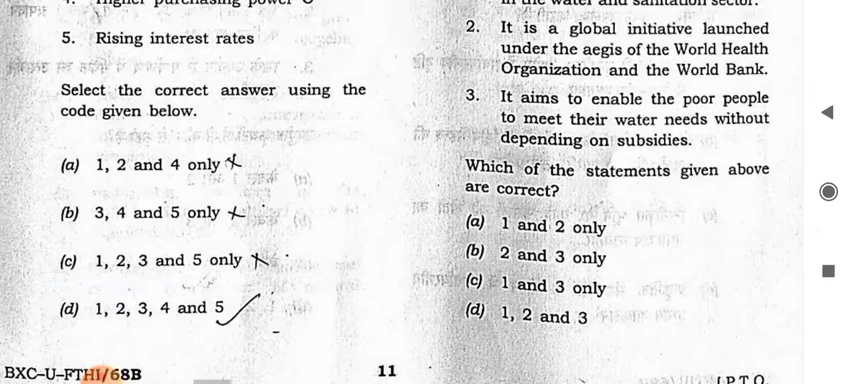 4. Higher purchasing power
5. Rising interest rates
Select the correct answer using the
code given below.
(a) 1, 2 and 4 only
(b) 3, 4 and 5 only
(c) 1, 2, 3 and 5 only
(d) 1, 2, 3, 4 and 5
BXC-U-FTHI/68B
11
in the water and sanitation sector.
2. It is a global initiative launched
under the aegis of the World Health
Organization and the World Bank.
3. It aims to enable the poor people
to meet their water needs without
depending on subsidies.
Which of the statements given above
are correct?
(a) 1 and 2 only
(b) 2 and 3 only
(c) 1 and 3 only
(d) 1, 2 and 3
[ P.T.O.